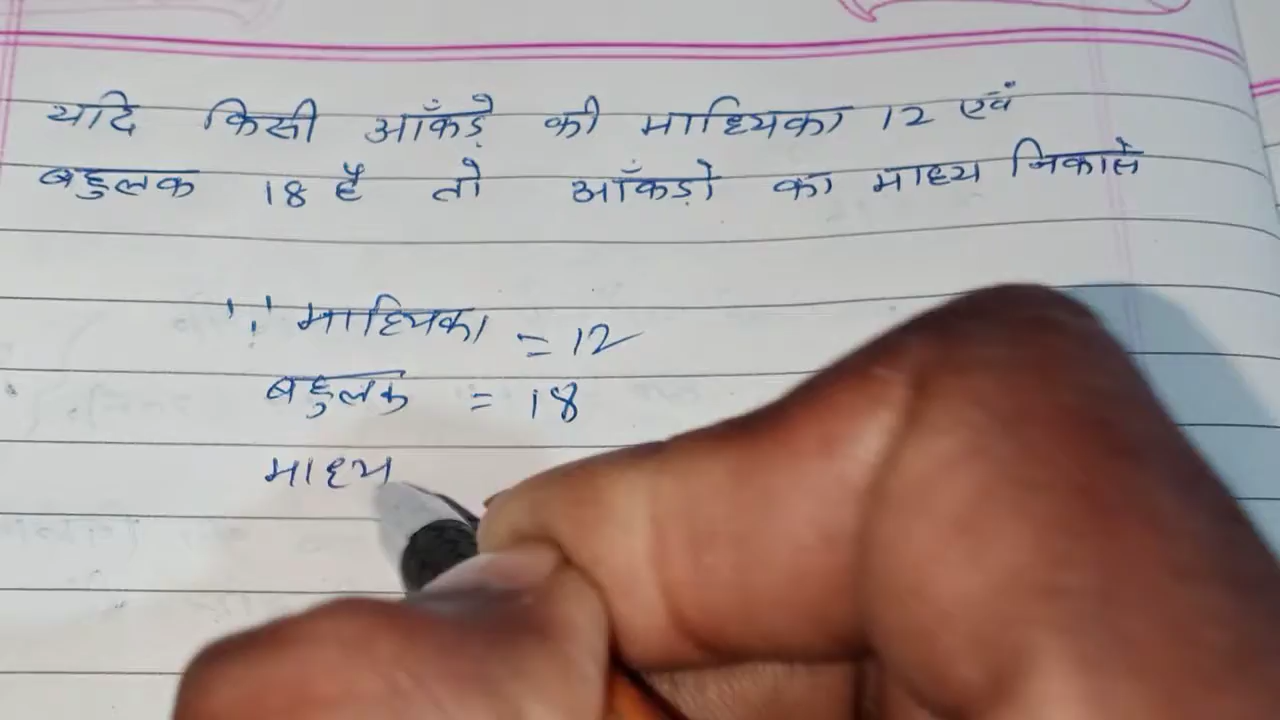 यदि किसी आँकड़े की माध्यिका 12 एवं
बहुलक 18 है तो आँकड़ो का माध्य निकाले
∵ माध्यिका = 12
बहुलक = 18
माध्य